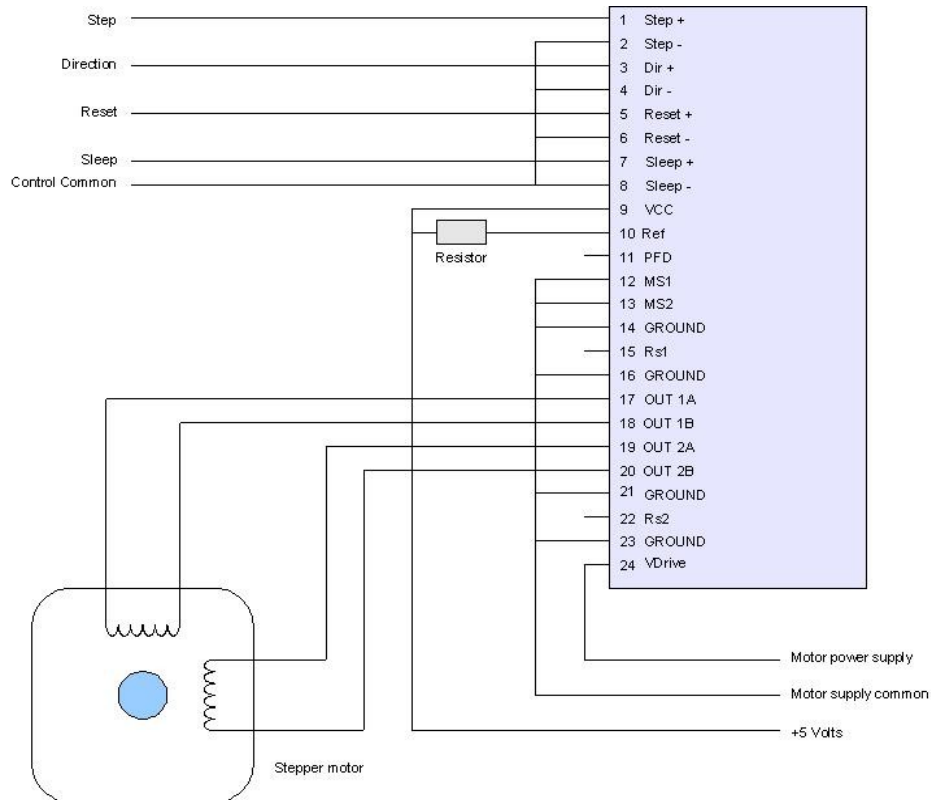 Step
Direction
Reset
Sleep
Control Common
1 Step +
2 Step -
3 Dir +
4 Dir -
5 Reset +
6 Reset -
7 Sleep +
8 Sleep -
9 VCC
10 Ref
11 PFD
12 MS1
13 MS2
14 GROUND
15 Rs1
16 GROUND
17 OUT 1A
18 OUT 1B
19 OUT 2A
20 OUT 2B
21 GROUND
22 Rs2
23 GROUND
24 VDrive
Resistor
Motor power supply
Motor supply common
+5 Volts
Stepper motor